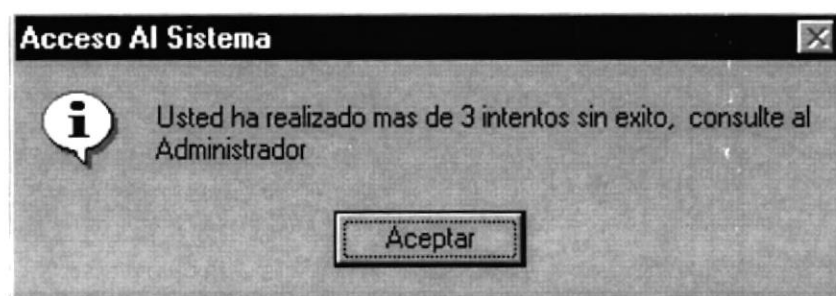 Acceso Al Sistema
Usted ha realizado mas de 3 intentos sin exito, consulte al
Administrador
Aceptar